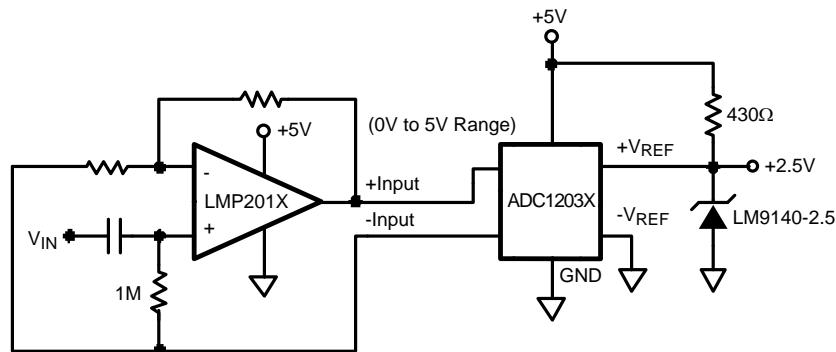 +5V
(0V to 5V Range)
+5V
430Ω
-
LMP201X
+
+Input
-Input
ADC1203X
+VREF
+2.5V
-VREF
LM9140-2.5
VIN
1M
GND